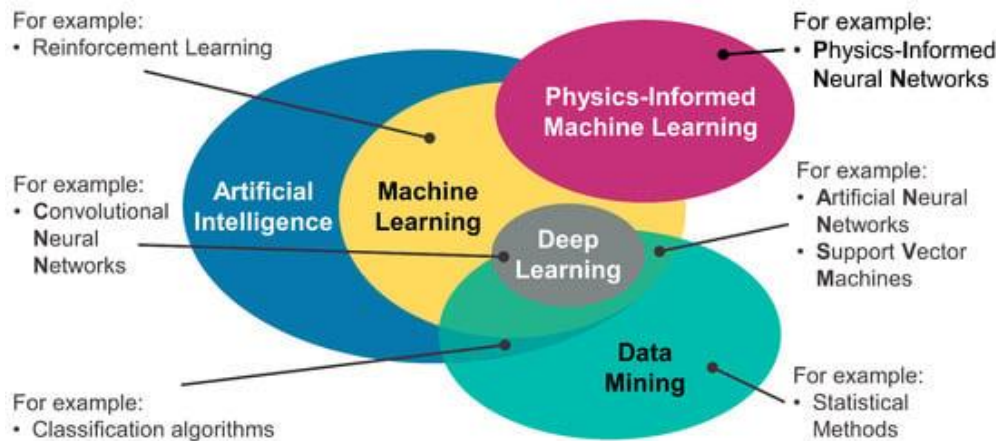 For example:
• Reinforcement Learning
For example:
• Physics-Informed
Neural Networks
Physics-Informed
Machine Learning
For example:
• Convolutional
Neural
Networks
Artificial
Intelligence
Machine
Learning
Deep
Learning
For example:
• Artificial Neural
Networks
• Support Vector
Machines
Data
Mining
For example:
• Classification algorithms
For example:
• Statistical
Methods